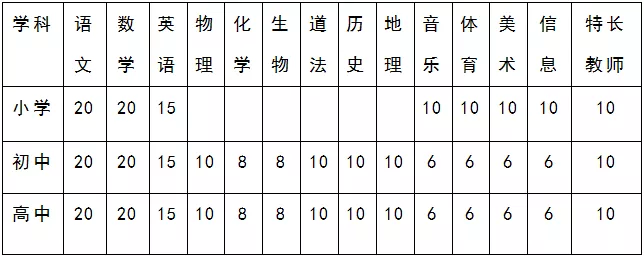 学科 语文 数学 英语 物理 化学 生物 道法 历史 地理 音乐 体育 美术 信息 特长教师
小学 20 20 15 10 10 10 10 10
初中 20 20 15 10 8 8 10 10 10 6 6 6 6 10
高中 20 20 15 10 8 8 10 10 10 6 6 6 6 10